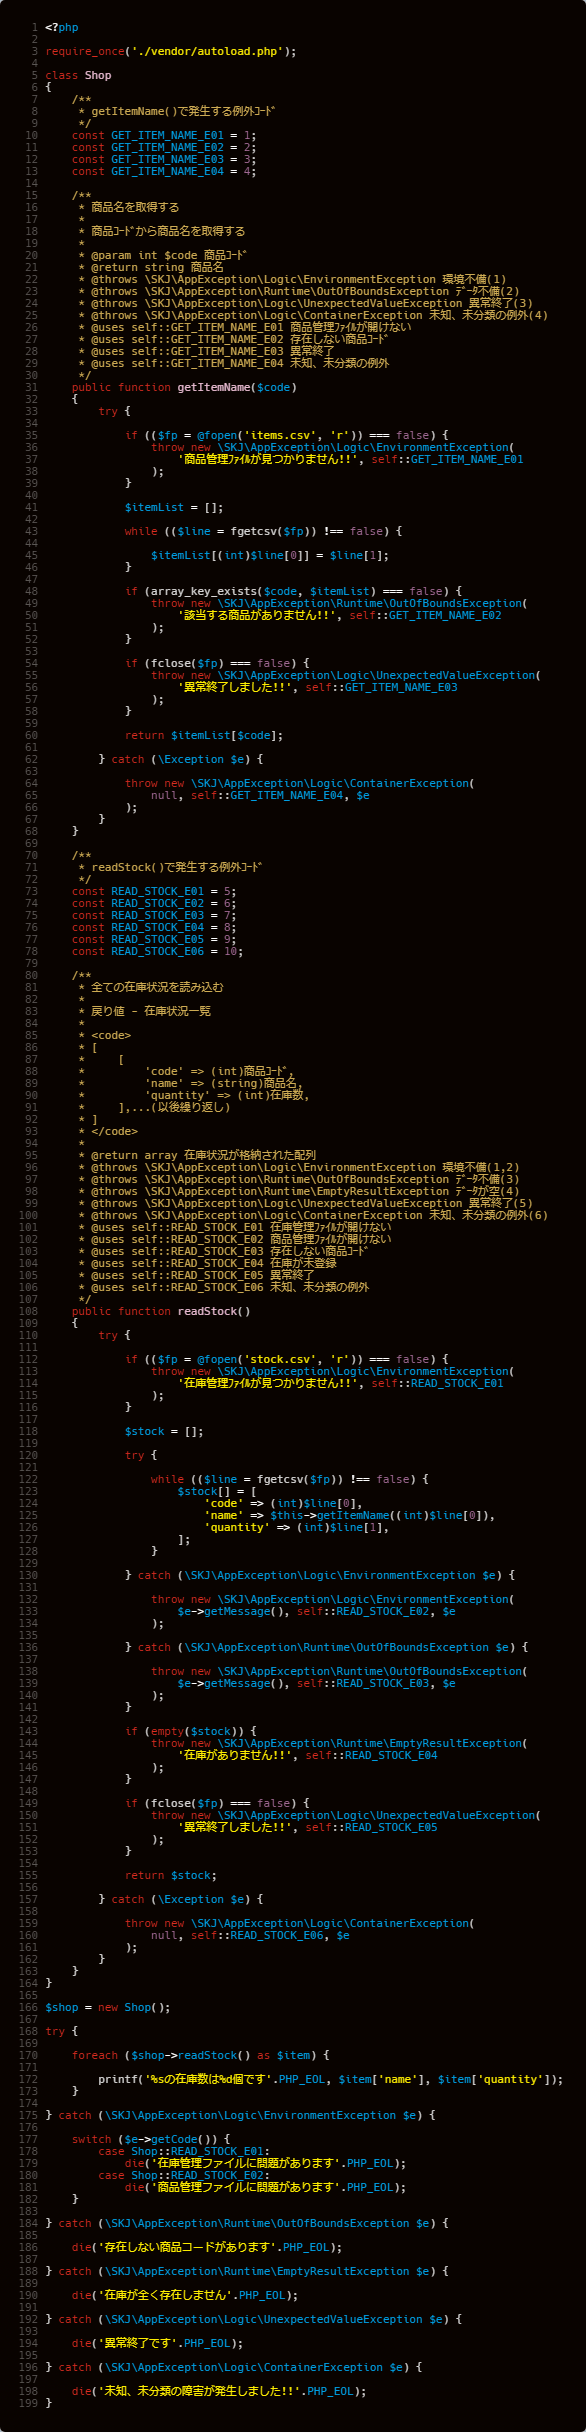 1 <?php
2
3 require_once('./vendor/autoload.php');
4
5 class Shop
6 {
7     /**
8      * getItemName()で発生する例外ｺｰﾄﾞ
9      */
10     const GET_ITEM_NAME_E01 = 1;
11     const GET_ITEM_NAME_E02 = 2;
12     const GET_ITEM_NAME_E03 = 3;
13     const GET_ITEM_NAME_E04 = 4;
14
15     /**
16      * 商品名を取得する
17      *
18      * 商品ｺｰﾄﾞから商品名を取得する
19      *
20      * @param int $code 商品ｺｰﾄﾞ
21      * @return string 商品名
22      * @throws \SKJ\AppException\Logic\EnvironmentException 環境不備(1)
23      * @throws \SKJ\AppException\Runtime\OutOfBoundsException ﾃﾞｰﾀ不備(2)
24      * @throws \SKJ\AppException\Logic\UnexpectedValueException 異常終了(3)
25      * @throws \SKJ\AppException\Logic\ContainerException 未知、未分類の例外(4)
26      * @uses self::GET_ITEM_NAME_E01 商品管理ﾌｧｲﾙが開けない
27      * @uses self::GET_ITEM_NAME_E02 存在しない商品ｺｰﾄﾞ
28      * @uses self::GET_ITEM_NAME_E03 異常終了
29      * @uses self::GET_ITEM_NAME_E04 未知、未分類の例外
30      */
31     public function getItemName($code)
32     {
33         try {
34
35             if (($fp = @fopen('items.csv', 'r')) === false) {
36                 throw new \SKJ\AppException\Logic\EnvironmentException(
37                     '商品管理ﾌｧｲﾙが見つかりません!!', self::GET_ITEM_NAME_E01
38                 );
39             }
40
41             $itemList = [];
42
43             while (($line = fgetcsv($fp)) !== false) {
44
45                 $itemList[(int)$line[0]] = $line[1];
46             }
47
48             if (array_key_exists($code, $itemList) === false) {
49                 throw new \SKJ\AppException\Runtime\OutOfBoundsException(
50                     '該当する商品がありません!!', self::GET_ITEM_NAME_E02
51                 );
52             }
53
54             if (fclose($fp) === false) {
55                 throw new \SKJ\AppException\Logic\UnexpectedValueException(
56                     '異常終了しました!!', self::GET_ITEM_NAME_E03
57                 );
58             }
59
60             return $itemList[$code];
61
62         } catch (\Exception $e) {
63
64             throw new \SKJ\AppException\Logic\ContainerException(
65                 null, self::GET_ITEM_NAME_E04, $e
66             );
67         }
68     }
69
70     /**
71      * readStock()で発生する例外ｺｰﾄﾞ
72      */
73     const READ_STOCK_E01 = 5;
74     const READ_STOCK_E02 = 6;
75     const READ_STOCK_E03 = 7;
76     const READ_STOCK_E04 = 8;
77     const READ_STOCK_E05 = 9;
78     const READ_STOCK_E06 = 10;
79
80     /**
81      * 全ての在庫状況を読み込む
82      *
83      * 戻り値 - 在庫状況一覧
84      *
85      * <code>
86      * [
87      *     [
88      *         'code' => (int)商品ｺｰﾄﾞ,
89      *         'name' => (string)商品名,
90      *         'quantity' => (int)在庫数,
91      *     ],...(以後繰り返し)
92      * ]
93      * </code>
94      *
95      * @return array 在庫状況が格納された配列
96      * @throws \SKJ\AppException\Logic\EnvironmentException 環境不備(1,2)
97      * @throws \SKJ\AppException\Runtime\OutOfBoundsException ﾃﾞｰﾀ不備(3)
98      * @throws \SKJ\AppException\Runtime\EmptyResultException ﾃﾞｰﾀが空(4)
99      * @throws \SKJ\AppException\Logic\UnexpectedValueException 異常終了(5)
100      * @throws \SKJ\AppException\Logic\ContainerException 未知、未分類の例外(6)
101      * @uses self::READ_STOCK_E01 在庫管理ﾌｧｲﾙが開けない
102      * @uses self::READ_STOCK_E02 商品管理ﾌｧｲﾙが開けない
103      * @uses self::READ_STOCK_E03 存在しない商品ｺｰﾄﾞ
104      * @uses self::READ_STOCK_E04 在庫が未登録
105      * @uses self::READ_STOCK_E05 異常終了
106      * @uses self::READ_STOCK_E06 未知、未分類の例外
107      */
108     public function readStock()
109     {
110         try {
111
112             if (($fp = @fopen('stock.csv', 'r')) === false) {
113                 throw new \SKJ\AppException\Logic\EnvironmentException(
114                     '在庫管理ﾌｧｲﾙが見つかりません!!', self::READ_STOCK_E01
115                 );
116             }
117
118             $stock = [];
119
120             try {
121
122                 while (($line = fgetcsv($fp)) !== false) {
123                     $stock[] = [
124                         'code' => (int)$line[0],
125                         'name' => $this->getItemName((int)$line[0]),
126                         'quantity' => (int)$line[1],
127                     ];
128                 }
129
130             } catch (\SKJ\AppException\Logic\EnvironmentException $e) {
131
132                 throw new \SKJ\AppException\Logic\EnvironmentException(
133                     $e->getMessage(), self::READ_STOCK_E02, $e
134                 );
135
136             } catch (\SKJ\AppException\Runtime\OutOfBoundsException $e) {
137
138                 throw new \SKJ\AppException\Runtime\OutOfBoundsException(
139                     $e->getMessage(), self::READ_STOCK_E03, $e
140                 );
141             }
142
143             if (empty($stock)) {
144                 throw new \SKJ\AppException\Runtime\EmptyResultException(
145                     '在庫がありません!!', self::READ_STOCK_E04
146                 );
147             }
148
149             if (fclose($fp) === false) {
150                 throw new \SKJ\AppException\Logic\UnexpectedValueException(
151                     '異常終了しました!!', self::READ_STOCK_E05
152                 );
153             }
154
155             return $stock;
156
157         } catch (\Exception $e) {
158
159             throw new \SKJ\AppException\Logic\ContainerException(
160                 null, self::READ_STOCK_E06, $e
161             );
162         }
163     }
164 }
165
166 $shop = new Shop();
167
168 try {
169
170     foreach ($shop->readStock() as $item) {
171
172         printf('%sの在庫数は%d個です'.PHP_EOL, $item['name'], $item['quantity']);
173     }
174
175 } catch (\SKJ\AppException\Logic\EnvironmentException $e) {
176
177     switch ($e->getCode()) {
178         case Shop::READ_STOCK_E01:
179             die('在庫管理ファイルに問題があります'.PHP_EOL);
180         case Shop::READ_STOCK_E02:
181             die('商品管理ファイルに問題があります'.PHP_EOL);
182     }
183
184 } catch (\SKJ\AppException\Runtime\OutOfBoundsException $e) {
185
186     die('存在しない商品コードがあります'.PHP_EOL);
187
188 } catch (\SKJ\AppException\Runtime\EmptyResultException $e) {
189
190     die('在庫が全く存在しません'.PHP_EOL);
191
192 } catch (\SKJ\AppException\Logic\UnexpectedValueException $e) {
193
194     die('異常終了です'.PHP_EOL);
195
196 } catch (\SKJ\AppException\Logic\ContainerException $e) {
197
198     die('未知、未分類の障害が発生しました!!'.PHP_EOL);
199 }